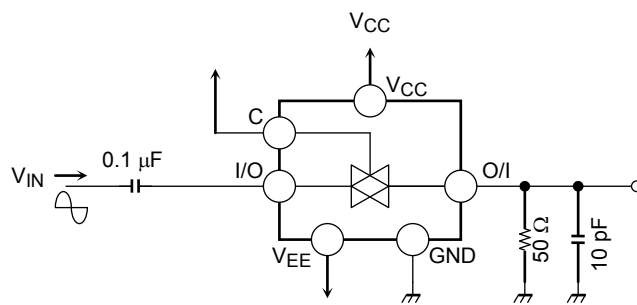 VCC
VCC
C
0.1 μF
I/O
O/I
VIN
VEE
GND
50 Ω
10 pF